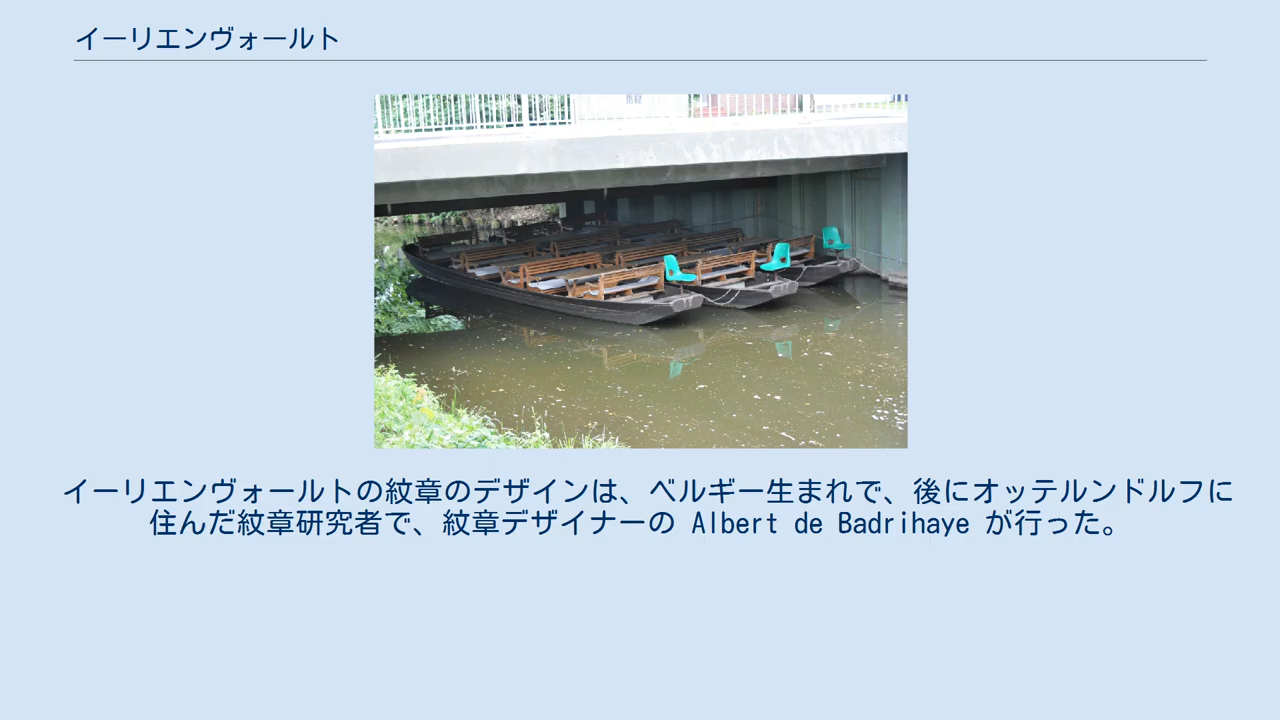 イーリエンヴォールト
イーリエンヴォールトの紋章のデザインは、ベルギー生まれで、後にオッテルンドルフに
住んだ紋章研究者で、紋章デザイナーの Albert de Badrihaye が行った。